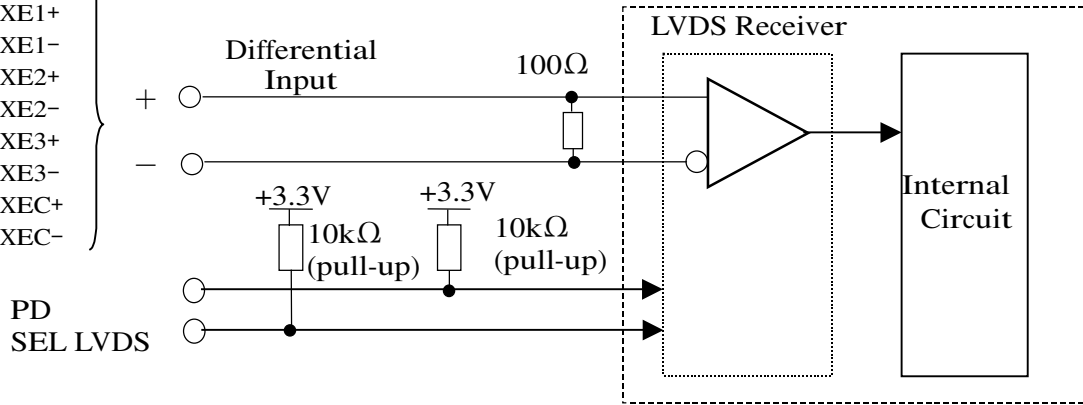 XE1+
XE1−
XE2+
XE2−
XE3+
XE3−
XEC+
XEC−
+
−
Differential
Input
100Ω
LVDS Receiver
Internal
Circuit
+3.3V
10kΩ
(pull-up)
+3.3V
10kΩ
(pull-up)
PD
SEL LVDS